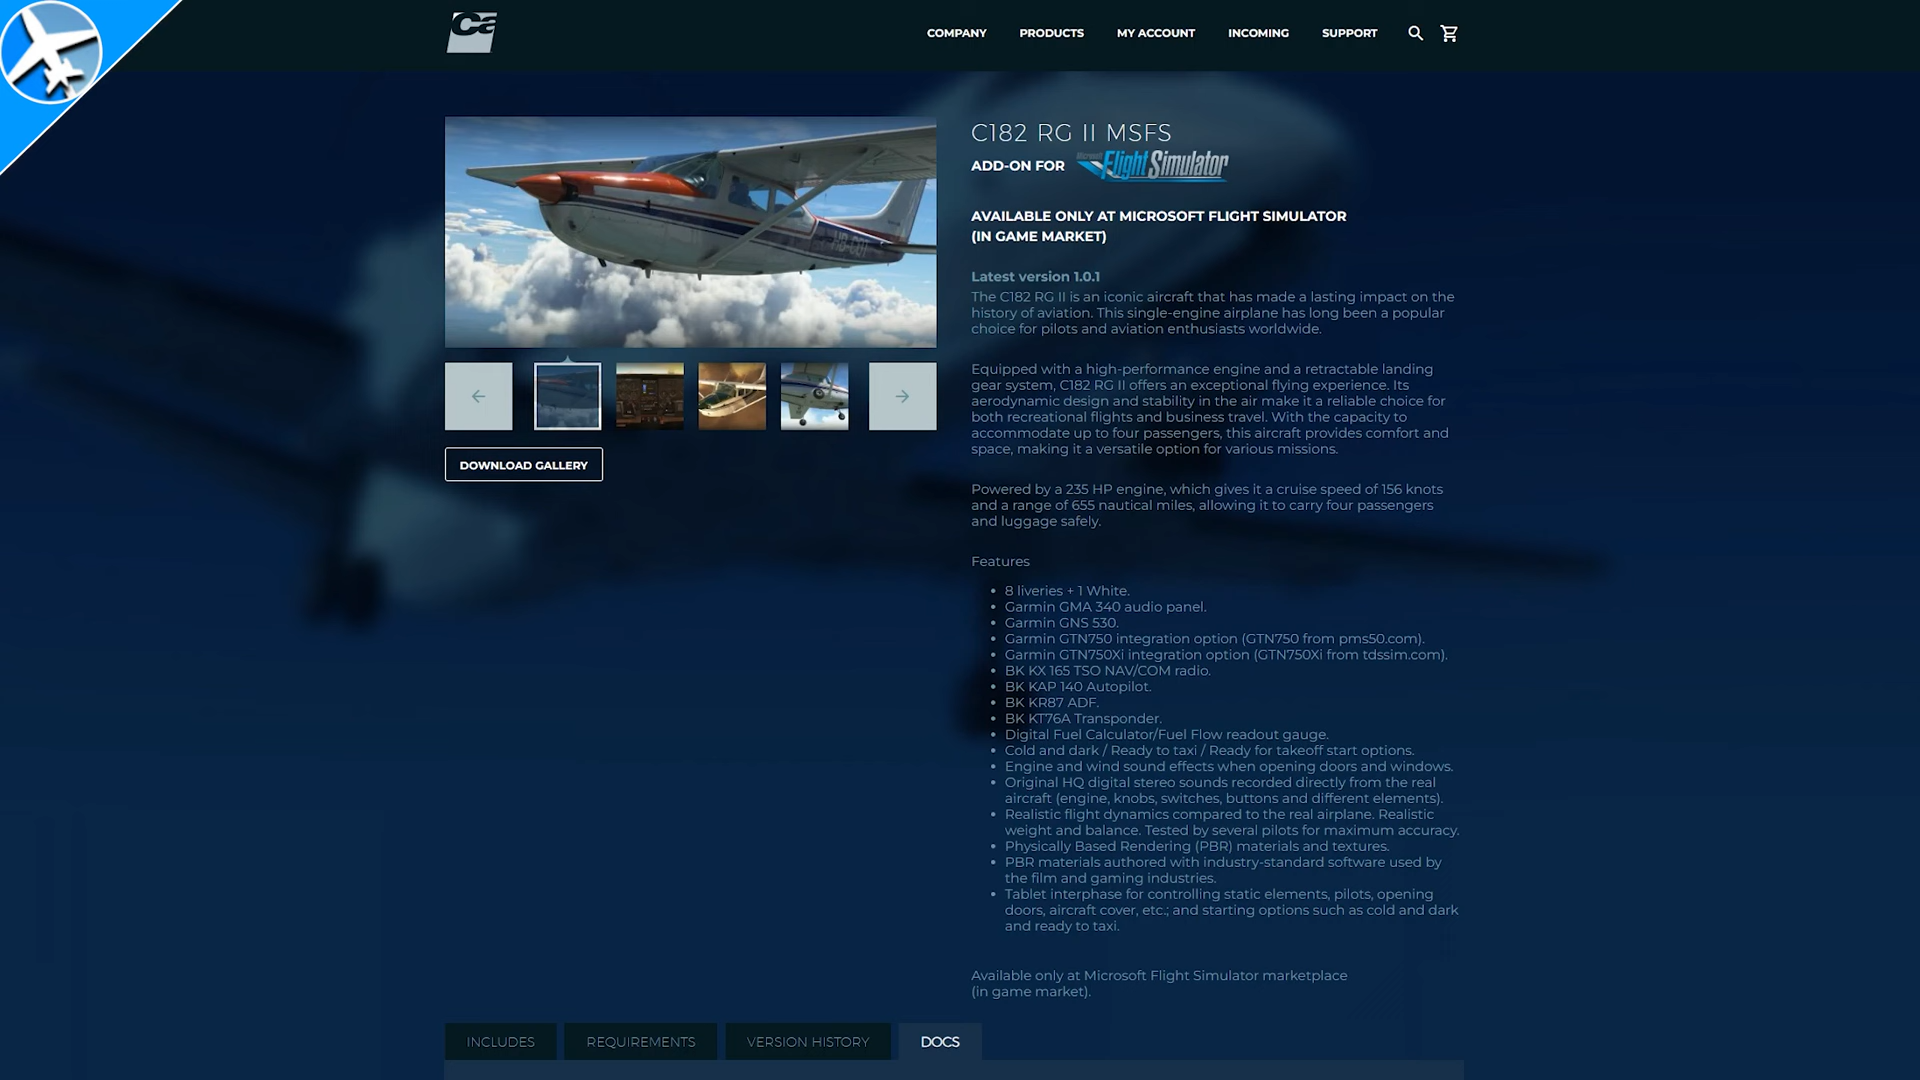 Ca
COMPANY
PRODUCTS
MY ACCOUNT
INCOMING
SUPPORT
C182 RG II MSFS
ADD-ON FOR Microsoft Flight Simulator
AVAILABLE ONLY AT MICROSOFT FLIGHT SIMULATOR
(IN GAME MARKET)
Latest version 1.0.1
The C182 RG II is an iconic aircraft that has made a lasting impact on the
history of aviation. This single-engine airplane has long been a popular
choice for pilots and aviation enthusiasts worldwide.
Equipped with a high-performance engine and a retractable landing
gear system, C182 RG II offers an exceptional flying experience. Its
aerodynamic design and stability in the air make it a reliable choice for
both recreational flights and business travel. With the capacity to
accommodate up to four passengers, this aircraft provides comfort and
space, making it a versatile option for various missions.
Powered by a 235 HP engine, which gives it a cruise speed of 156 knots
and a range of 655 nautical miles, allowing it to carry four passengers
and luggage safely.
Features
• 8 liveries + 1 White.
• Garmin GMA 340 audio panel.
• Garmin GNS 530.
• Garmin GTN750 integration option (GTN750 from pms50.com).
• Garmin GTN750Xi integration option (GTN750Xi from tdssim.com).
• BK KX 165 TSO NAV/COM radio.
• BK KAP 140 Autopilot.
• BK KR87 ADF.
• BK KT76A Transponder.
• Digital Fuel Calculator/Fuel Flow readout gauge.
• Cold and dark / Ready to taxi / Ready for takeoff start options.
• Engine and wind sound effects when opening doors and windows.
• Original HQ digital stereo sounds recorded directly from the real
aircraft (engine, knobs, switches, buttons and different elements).
• Realistic flight dynamics compared to the real airplane. Realistic
weight and balance. Tested by several pilots for maximum accuracy.
• Physically Based Rendering (PBR) materials and textures.
• PBR materials authored with industry-standard software used by
the film and gaming industries.
• Tablet interphase for controlling static elements, pilots, opening
doors, aircraft cover, etc.; and starting options such as cold and dark
and ready to taxi.
Available only at Microsoft Flight Simulator marketplace
(in game market).
DOWNLOAD GALLERY
INCLUDES
REQUIREMENTS
VERSION HISTORY
DOCS